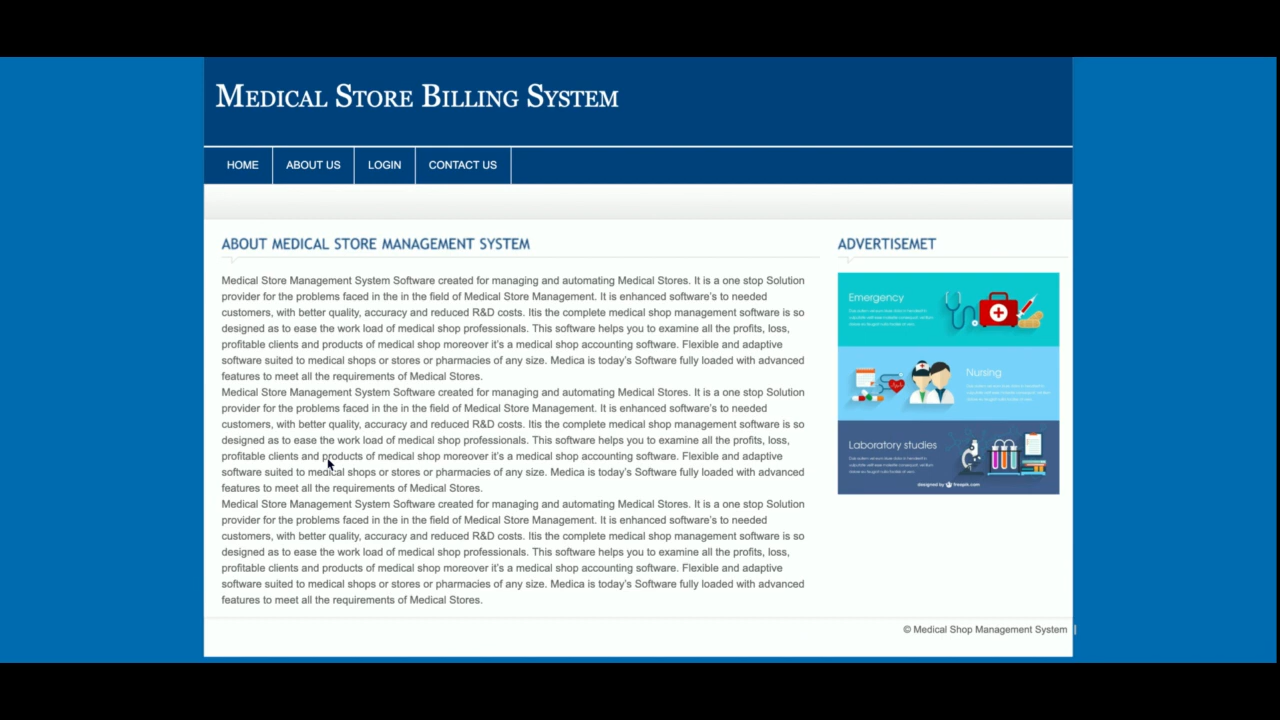 MEDICAL STORE BILLING SYSTEM
HOME
ABOUT US
LOGIN
CONTACT US
ABOUT MEDICAL STORE MANAGEMENT SYSTEM
Medical Store Management System Software created for managing and automating Medical Stores. It is a one stop Solution
provider for the problems faced in the in the field of Medical Store Management. It is enhanced software's to needed
customers, with better quality, accuracy and reduced R&D costs. Itis the complete medical shop management software is so
designed as to ease the work load of medical shop professionals. This software helps you to examine all the profits, loss,
profitable clients and products of medical shop moreover it's a medical shop accounting software. Flexible and adaptive
software suited to medical shops or stores or pharmacies of any size. Medica is today's Software fully loaded with advanced
features to meet all the requirements of Medical Stores.
Medical Store Management System Software created for managing and automating Medical Stores. It is a one stop Solution
provider for the problems faced in the in the field of Medical Store Management. It is enhanced software's to needed
customers, with better quality, accuracy and reduced R&D costs. Itis the complete medical shop management software is so
designed as to ease the work load of medical shop professionals. This software helps you to examine all the profits, loss,
profitable clients and products of medical shop moreover it's a medical shop accounting software. Flexible and adaptive
software suited to medical shops or stores or pharmacies of any size. Medica is today's Software fully loaded with advanced
features to meet all the requirements of Medical Stores.
Medical Store Management System Software created for managing and automating Medical Stores. It is a one stop Solution
provider for the problems faced in the in the field of Medical Store Management. It is enhanced software's to needed
customers, with better quality, accuracy and reduced R&D costs. Itis the complete medical shop management software is so
designed as to ease the work load of medical shop professionals. This software helps you to examine all the profits, loss,
profitable clients and products of medical shop moreover it's a medical shop accounting software. Flexible and adaptive
software suited to medical shops or stores or pharmacies of any size. Medica is today's Software fully loaded with advanced
features to meet all the requirements of Medical Stores.
ADVERTISEMET
Emergency
Nursing
Laboratory studies
designed by freepik.com
© Medical Shop Management System |